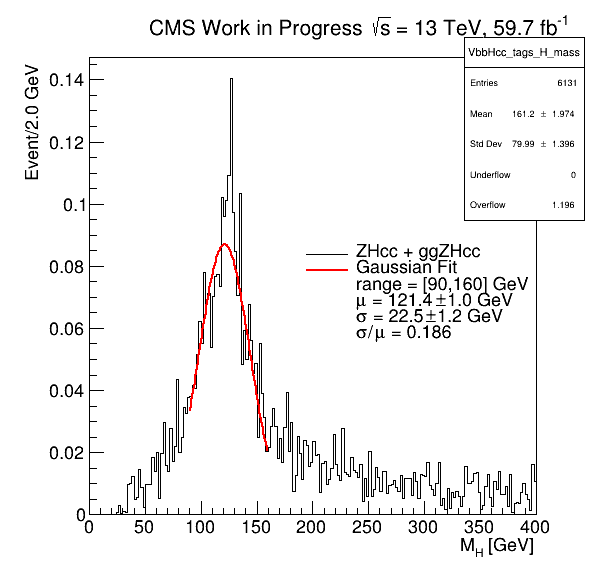 CMS Work in Progress √s = 13 TeV, 59.7 fb⁻¹
VbbHcc_tags_H_mass
Entries 6131
Mean 161.2 ± 1.974
Std Dev 79.99 ± 1.396
Underflow 0
Overflow 1.196
Event/2.0 GeV
0.14
0.12
0.1
0.08
0.06
0.04
0.02
0
ZHcc + ggZHcc
Gaussian Fit
range = [90,160] GeV
μ = 121.4±1.0 GeV
σ = 22.5±1.2 GeV
σ/μ = 0.186
0 50 100 150 200 250 300 350 400
M_H [GeV]